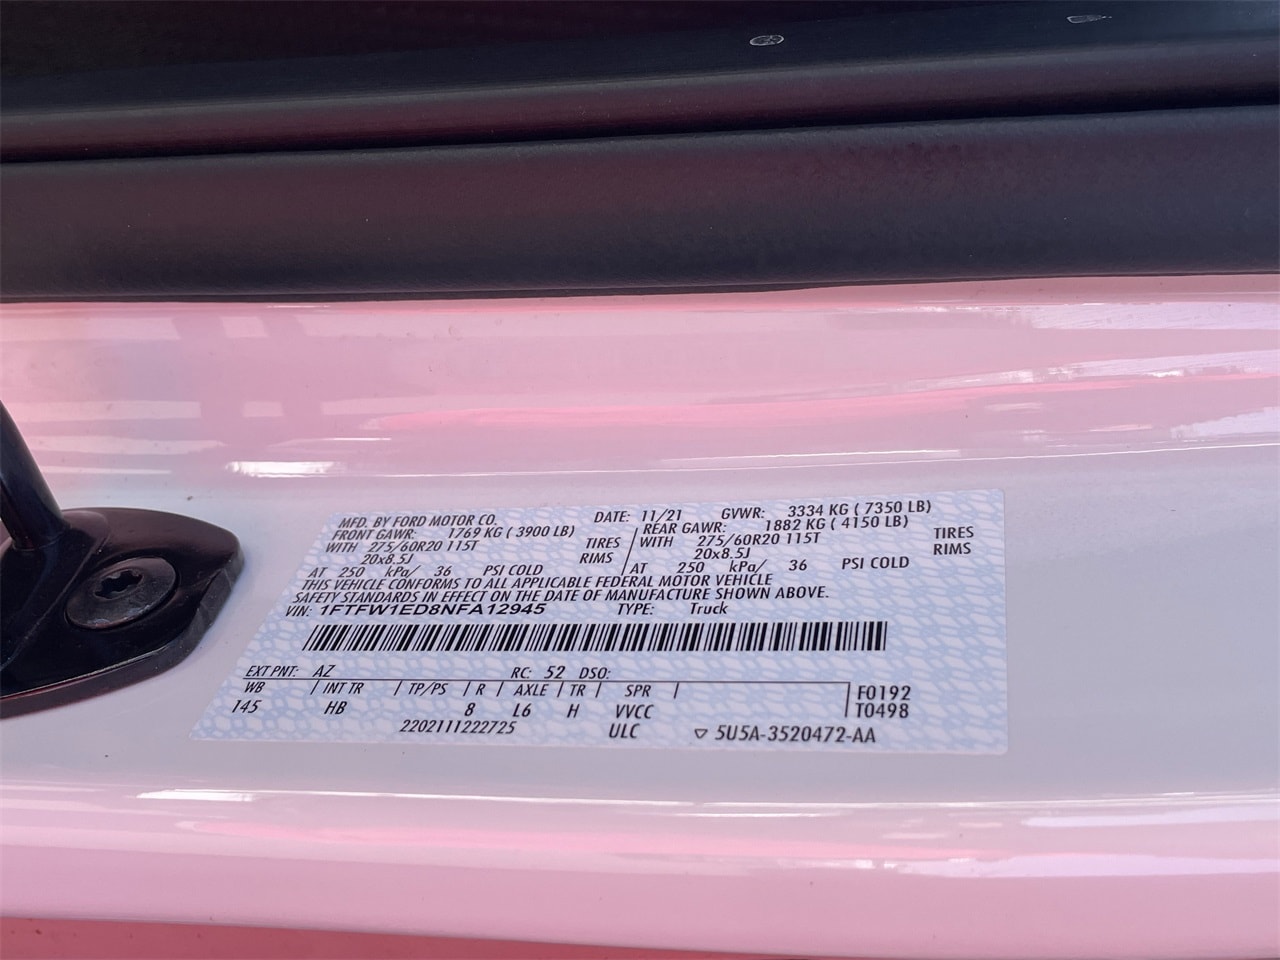 MFD. BY FORD MOTOR CO. DATE: 11/21 GVWR: 3334 KG ( 7350 LB)
FRONT GAWR: 1769 KG ( 3900 LB) REAR GAWR: 1882 KG ( 4150 LB)
WITH 275/60R20 115T TIRES WITH 275/60R20 115T TIRES
20x8.5J RIMS 20x8.5J RIMS
AT 250 kPa/ 36 PSI COLD AT 250 kPa/ 36 PSI COLD
THIS VEHICLE CONFORMS TO ALL APPLICABLE FEDERAL MOTOR VEHICLE
SAFETY STANDARDS IN EFFECT ON THE DATE OF MANUFACTURE SHOWN ABOVE.
VIN: 1FTFW1ED8NFA12945 TYPE: Truck
EXT PNT: AZ RC: 52 DSO:
WB INT TR TP/PS R AXLE TR SPR F0192
145 HB 8 L6 H VVCC T0498
2202111222725 ULC 5U5A-3520472-AA